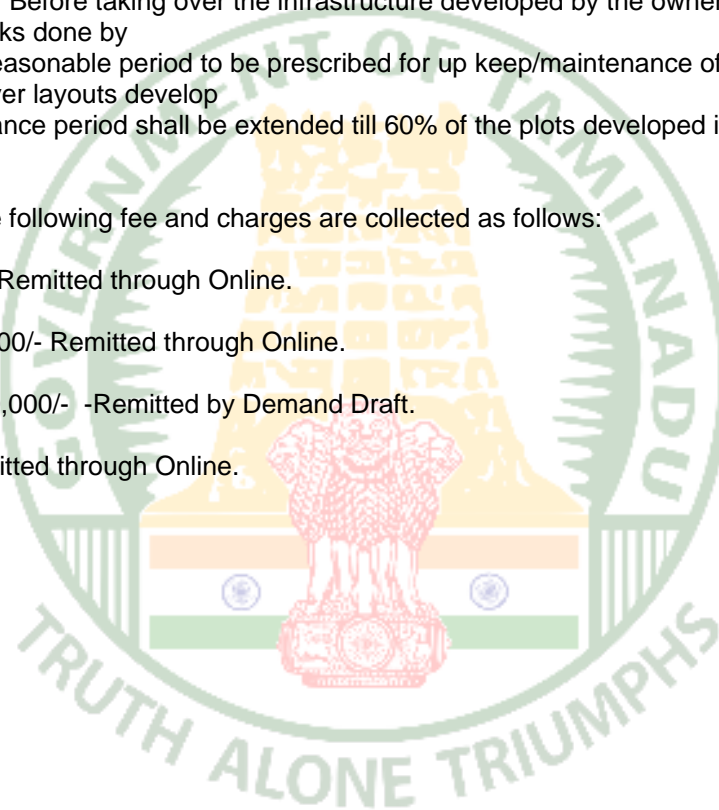 Before taking over the infrastructure developed by the owner
ks done by
easonable period to be prescribed for up keep/maintenance of
er layouts develop
ance period shall be extended till 60% of the plots developed i
following fee and charges are collected as follows:
Remitted through Online.
00/- Remitted through Online.
,000/- -Remitted by Demand Draft.
itted through Online.
GOVERNMENT OF TAMILNADU
TRUTH ALONE TRIUMPHS